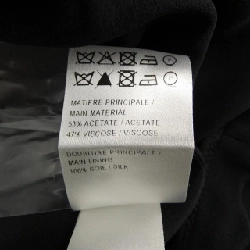 MATIERE PRINCIPALE /
MAIN MATERIAL
53% ACETATE / ACETATE
47% VISCOSE / VISCOSE
DOUBLURE PRINCIPALE /
MAIN LINING
100% SOIE / SILK